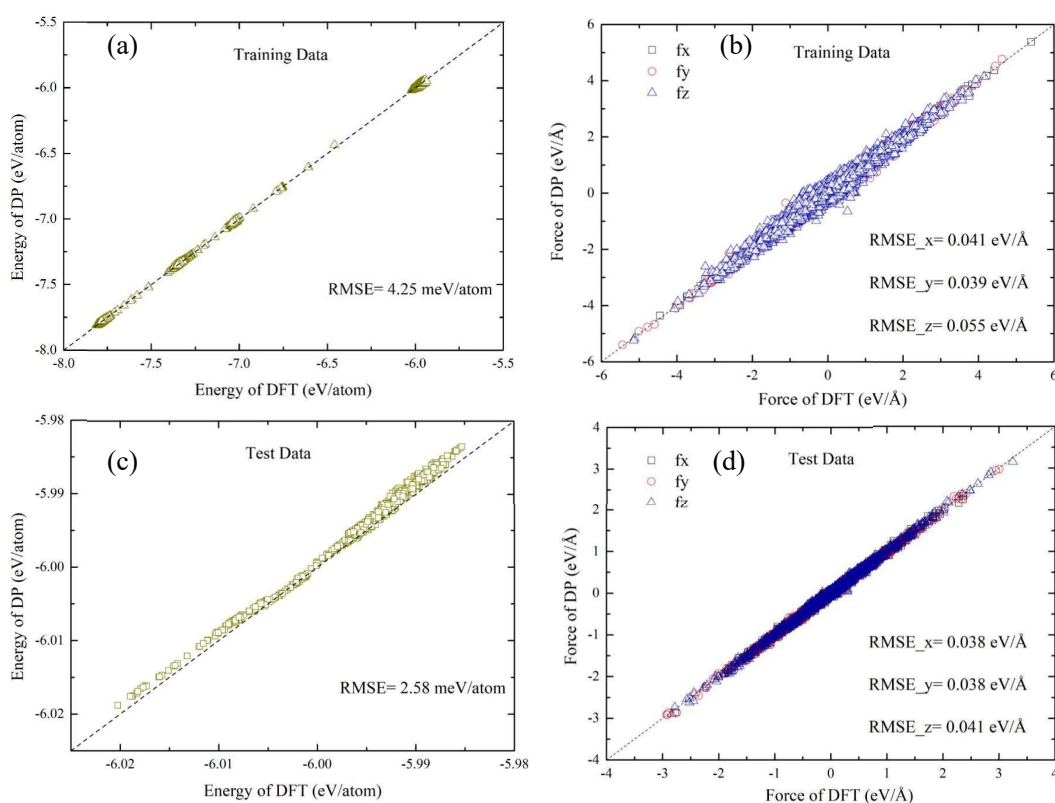 (a)
Training Data
RMSE= 4.25 meV/atom
Energy of DP (eV/atom)
-5.5
-6.0
-6.5
-7.0
-7.5
-8.0
-8.0
-7.5
-7.0
-6.5
-6.0
-5.5
Energy of DFT (eV/atom)
(b)
Training Data
fx
fy
fz
RMSE_x= 0.041 eV/Å
RMSE_y= 0.039 eV/Å
RMSE_z= 0.055 eV/Å
Force of DP (eV/Å)
6
4
2
0
-2
-4
-6
-6
-4
-2
0
2
4
6
Force of DFT (eV/Å)
(c)
Test Data
RMSE= 2.58 meV/atom
Energy of DP (eV/atom)
-5.98
-5.99
-6.00
-6.01
-6.02
-6.02
-6.01
-6.00
-5.99
-5.98
Energy of DFT (eV/atom)
(d)
Test Data
fx
fy
fz
RMSE_x= 0.038 eV/Å
RMSE_y= 0.038 eV/Å
RMSE_z= 0.041 eV/Å
Force of DP (eV/Å)
4
3
2
1
0
-1
-2
-3
-4
-4
-3
-2
-1
0
1
2
3
4
Force of DFT (eV/Å)